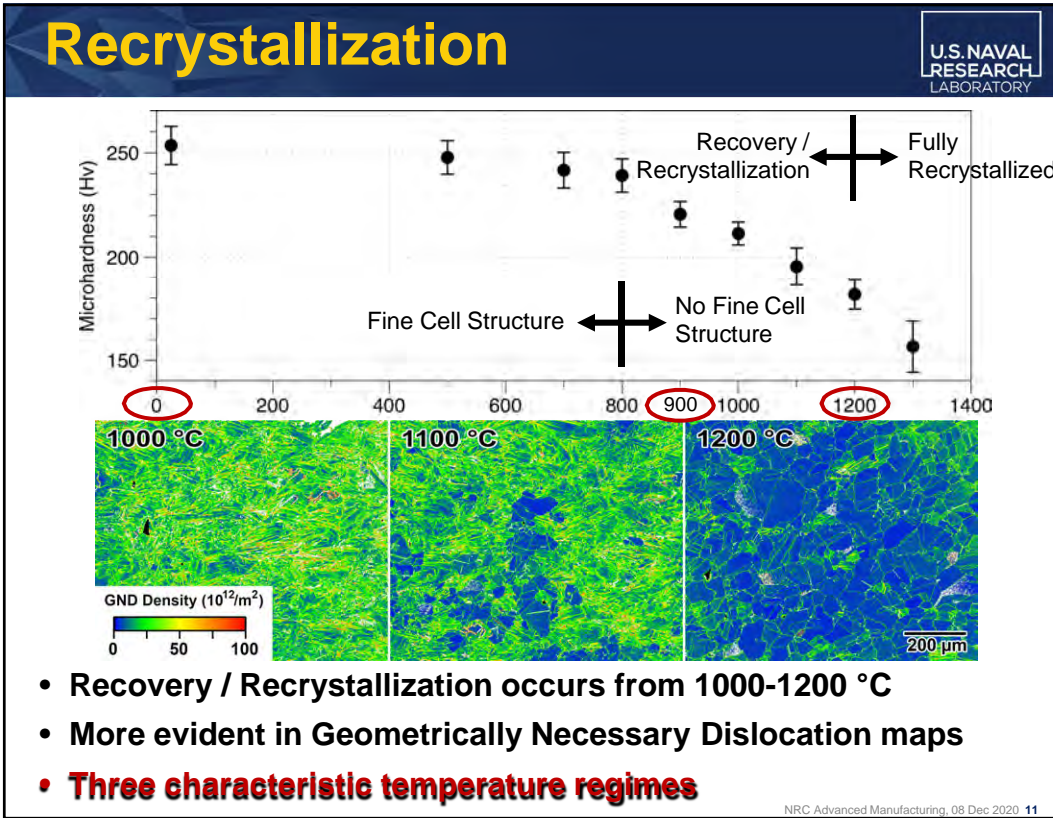 Recrystallization
U.S. NAVAL
RESEARCH
LABORATORY
Microhardness (Hv)
250
200
150
Recovery /
Recrystallization
Fully
Recrystallized
Fine Cell Structure
No Fine Cell
Structure
0 200 400 600 800 900 1000 1200 1400
1000 °C
1100 °C
1200 °C
GND Density (10¹²/m²)
0 50 100
200 µm
• Recovery / Recrystallization occurs from 1000-1200 °C
• More evident in Geometrically Necessary Dislocation maps
• Three characteristic temperature regimes
NRC Advanced Manufacturing, 08 Dec 2020 11